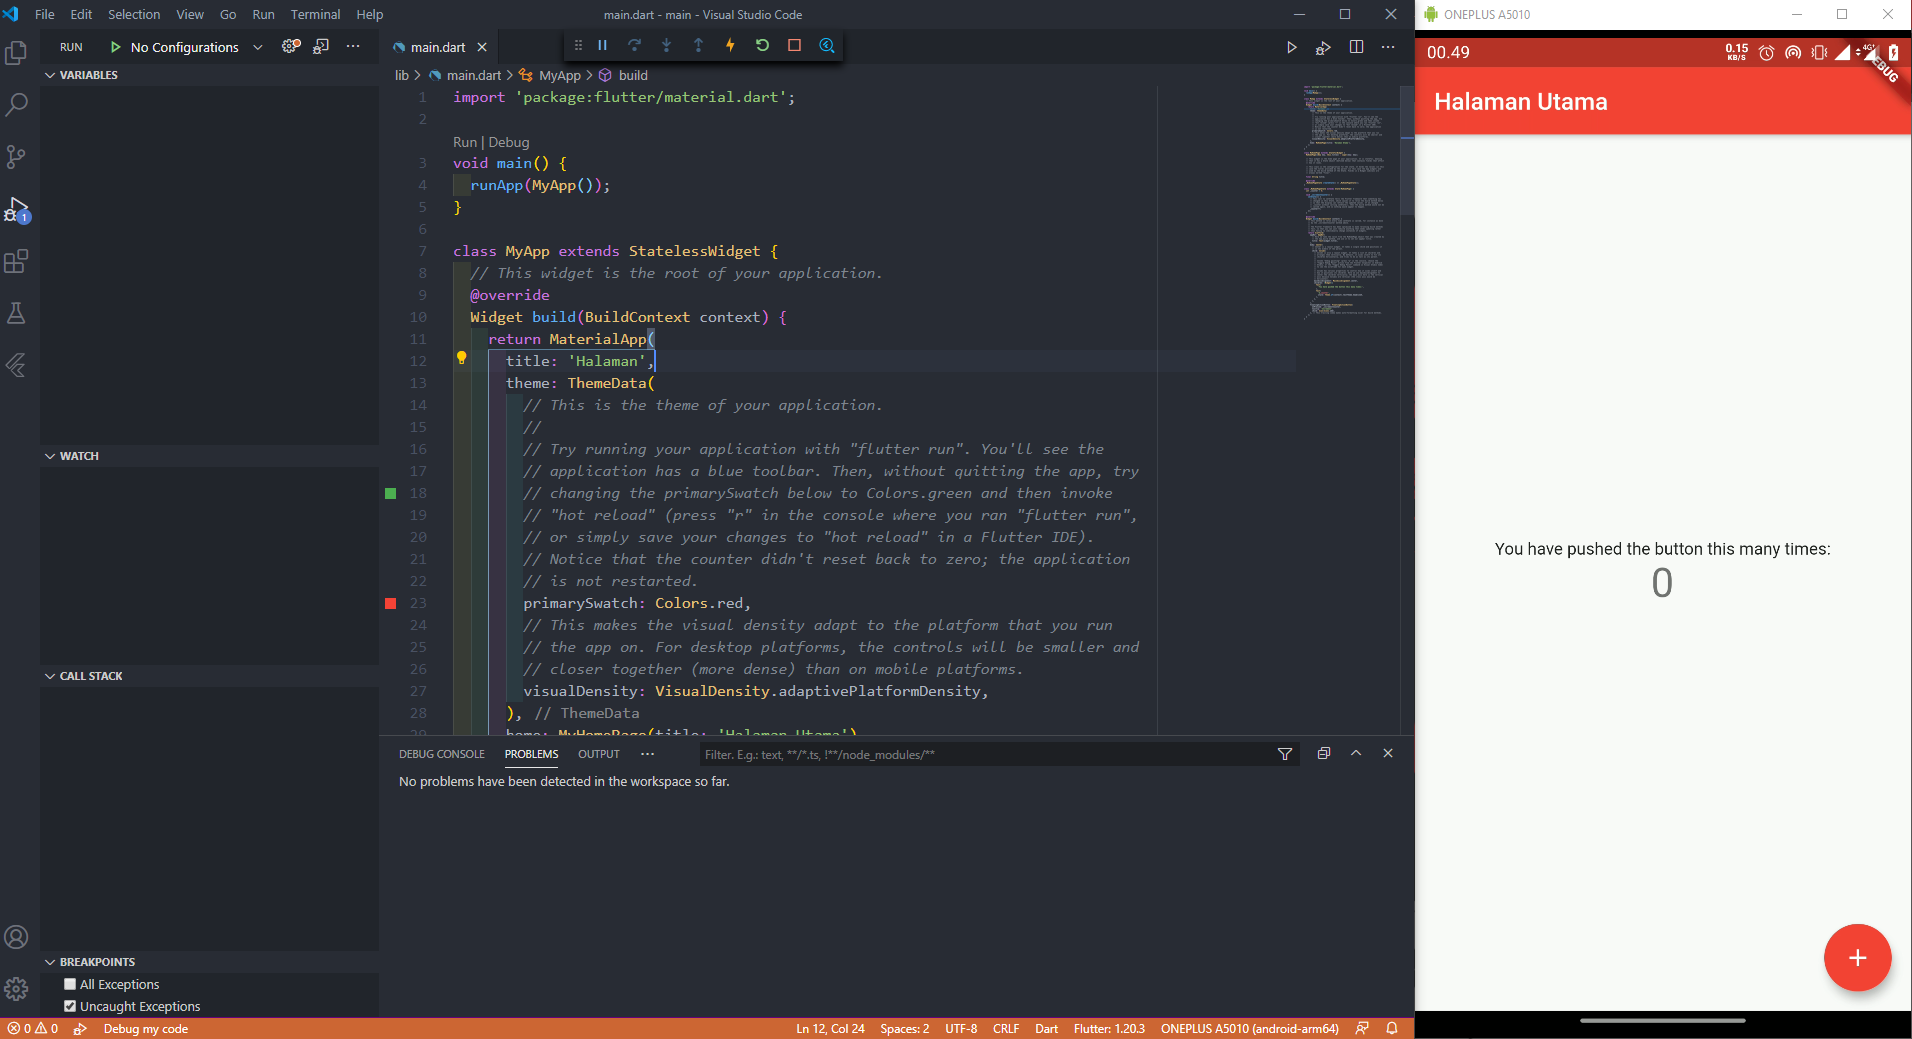 File Edit Selection View Go Run Terminal Help
main.dart - main - Visual Studio Code
RUN No Configurations
VARIABLES
WATCH
CALL STACK
BREAKPOINTS
All Exceptions
Uncaught Exceptions
1
main.dart
lib > main.dart > MyApp > build
1 import 'package:flutter/material.dart';
2
Run | Debug
3 void main() {
4 runApp(MyApp());
5 }
6
7 class MyApp extends StatelessWidget {
8 // This widget is the root of your application.
9 @override
10 Widget build(BuildContext context) {
11 return MaterialApp(
12 title: 'Halaman',
13 theme: ThemeData(
14 // This is the theme of your application.
15 //
16 // Try running your application with "flutter run". You'll see the
17 // application has a blue toolbar. Then, without quitting the app, try
18 // changing the primarySwatch below to Colors.green and then invoke
19 // "hot reload" (press "r" in the console where you ran "flutter run",
20 // or simply save your changes to "hot reload" in a Flutter IDE).
21 // Notice that the counter didn't reset back to zero; the application
22 // is not restarted.
23 primarySwatch: Colors.red,
24 // This makes the visual density adapt to the platform that you run
25 // the app on. For desktop platforms, the controls will be smaller and
26 // closer together (more dense) than on mobile platforms.
27 visualDensity: VisualDensity.adaptivePlatformDensity,
28 ), // ThemeData
29 home: MyHomePage(title: 'Halaman Utama')
DEBUG CONSOLE PROBLEMS OUTPUT
Filter. E.g.: text, **/*.ts, !**/node_modules/**
No problems have been detected in the workspace so far.
0 0 Debug my code
Ln 12, Col 24 Spaces: 2 UTF-8 CRLF Dart Flutter: 1.20.3 ONEPLUS A5010 (android-arm64)
ONEPLUS A5010
00.49 0.15 KB/S 4G+
DEBUG
Halaman Utama
You have pushed the button this many times:
0
+